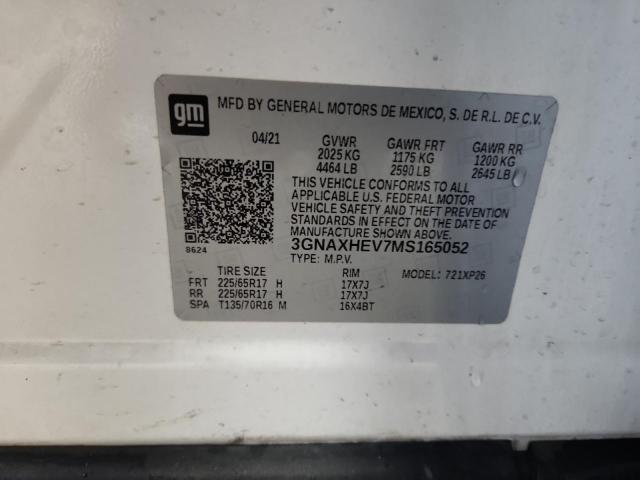 gm
MFD BY GENERAL MOTORS DE MEXICO, S. DE R.L. DE C.V.
04/21 GVWR GAWR FRT GAWR RR
2025 KG 1175 KG 1200 KG
4464 LB 2590 LB 2645 LB
THIS VEHICLE CONFORMS TO ALL
APPLICABLE U.S. FEDERAL MOTOR
VEHICLE SAFETY AND THEFT PREVENTION
STANDARDS IN EFFECT ON THE DATE
OF MANUFACTURE SHOWN ABOVE.
8624 3GNAXHEV7MS165052
TYPE: M.P.V. MODEL: 721XP26
TIRE SIZE RIM
FRT 225/65R17 H 17X7J
RR 225/65R17 H 17X7J
SPA T135/70R16 M 16X4BT